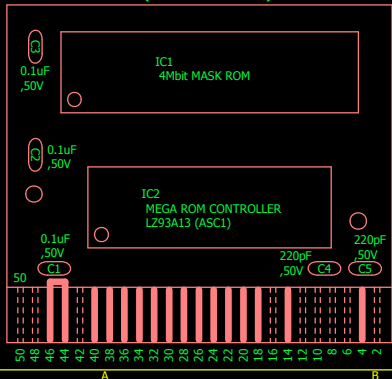 C3
0.1uF
,50V
IC1
4Mbit MASK ROM
C2
0.1uF
,50V
IC2
MEGA ROM CONTROLLER
LZ93A13 (ASC1)
0.1uF
,50V
C1
220pF
,50V
C4
220pF
,50V
C5
50
50 48 46 44 42 40 38 36 34 32 30 28 26 24 22 20 18 16 14 12 10 8 6 4 2
A B